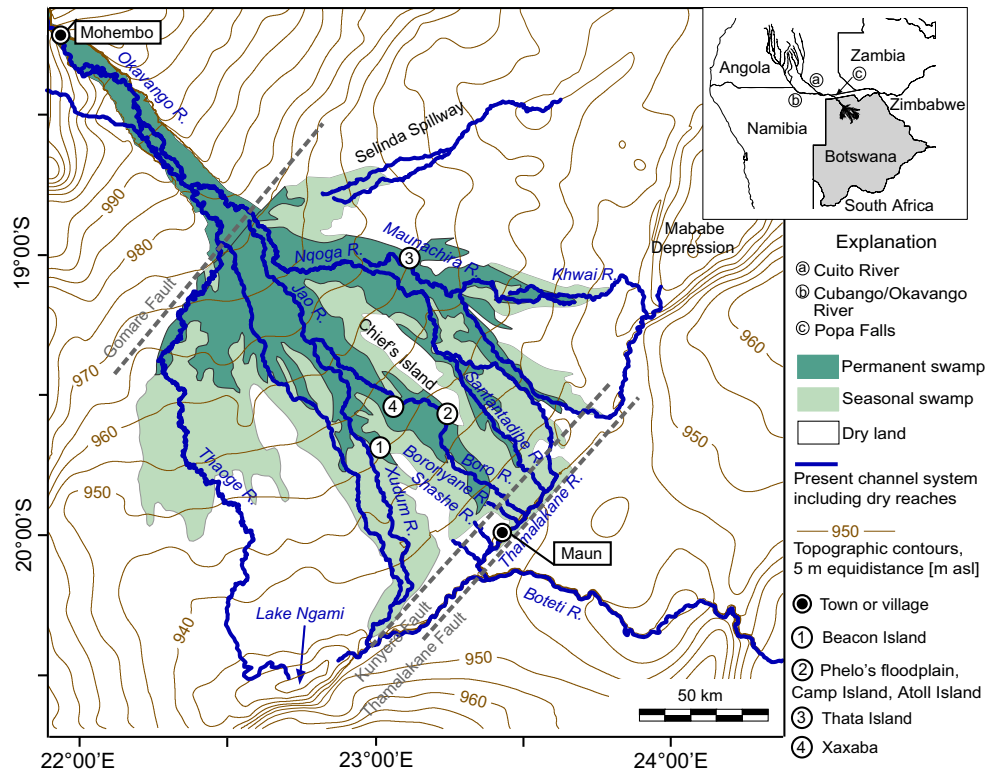 Mohembo
Okavango R.
Selinda Spillway
990
980
970
960
950
940
Gomare Fault
Nqoga R.
Maunachira R.
Khwai R.
Mababe
Depression
Jao R.
Chief's Island
Santantadibe R.
960
950
Thaoge R.
Xudum R.
Boro R.
Boronyane R.
Shashe R.
Thamalakane R.
Maun
Boteti R.
Lake Ngami
Kunyere Fault
Thamalakane Fault
950
960
50 km
1
2
3
4
19°00'S
20°00'S
22°00'E
23°00'E
24°00'E
Angola
Zambia
a
b
c
Namibia
Zimbabwe
Botswana
South Africa
Explanation
a Cuito River
b Cubango/Okavango
River
c Popa Falls
Permanent swamp
Seasonal swamp
Dry land
Present channel system
including dry reaches
950
Topographic contours,
5 m equidistance [m asl]
Town or village
1 Beacon Island
2 Phelo's floodplain,
Camp Island, Atoll Island
3 Thata Island
4 Xaxaba